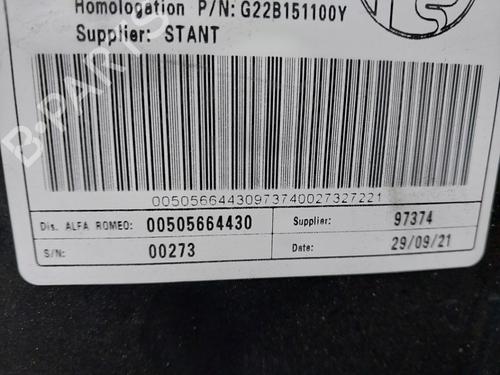 Homologation P/N:G22B151100Y
Supplier: STANT
B-PARTS
00505664430973740027327221
Dis. ALFA ROMEO: 00505664430 Supplier: 97374
S/N: 00273 Date: 29/09/21